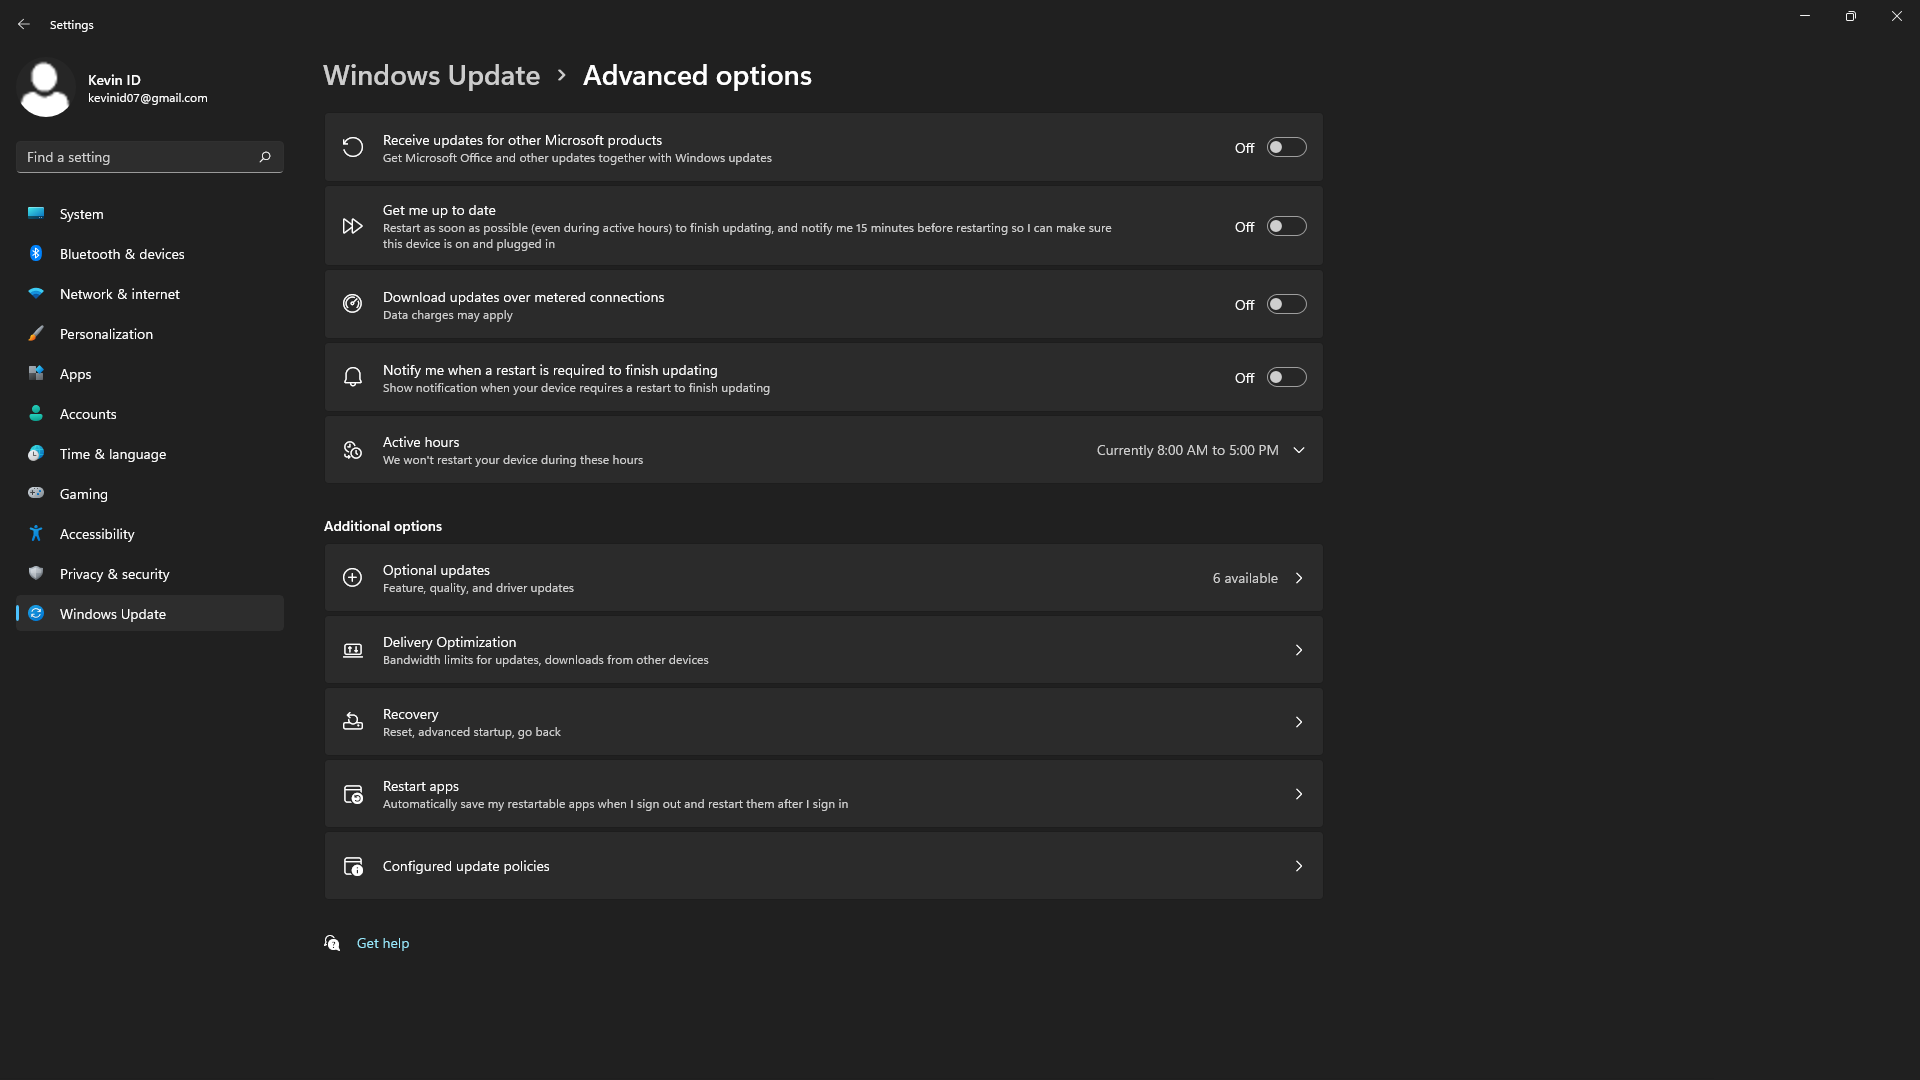 Settings
Kevin ID
kevinid07@gmail.com
Find a setting
System
Bluetooth & devices
Network & internet
Personalization
Apps
Accounts
Time & language
Gaming
Accessibility
Privacy & security
Windows Update
Windows Update > Advanced options
Receive updates for other Microsoft products
Get Microsoft Office and other updates together with Windows updates
Off
Get me up to date
Restart as soon as possible (even during active hours) to finish updating, and notify me 15 minutes before restarting so I can make sure
this device is on and plugged in
Off
Download updates over metered connections
Data charges may apply
Off
Notify me when a restart is required to finish updating
Show notification when your device requires a restart to finish updating
Off
Active hours
We won't restart your device during these hours
Currently 8:00 AM to 5:00 PM
Additional options
Optional updates
Feature, quality, and driver updates
6 available
Delivery Optimization
Bandwidth limits for updates, downloads from other devices
Recovery
Reset, advanced startup, go back
Restart apps
Automatically save my restartable apps when I sign out and restart them after I sign in
Configured update policies
Get help